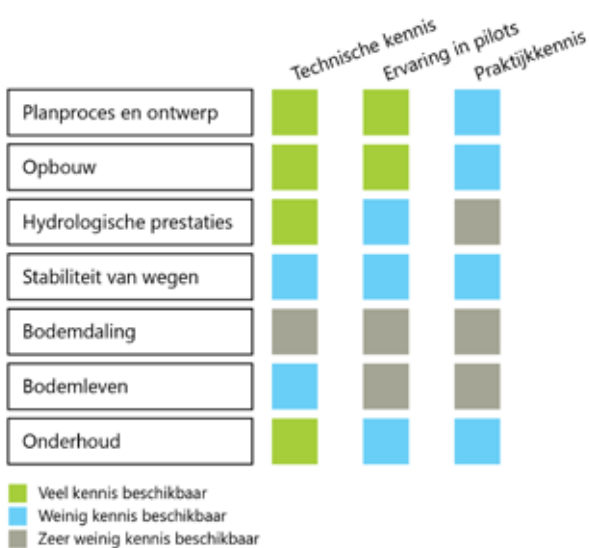 Technische kennis
Ervaring in pilots
Praktijkkennis
Planproces en ontwerp
Opbouw
Hydrologische prestaties
Stabiliteit van wegen
Bodemdaling
Bodemleven
Onderhoud
Veel kennis beschikbaar
Weinig kennis beschikbaar
Zeer weinig kennis beschikbaar